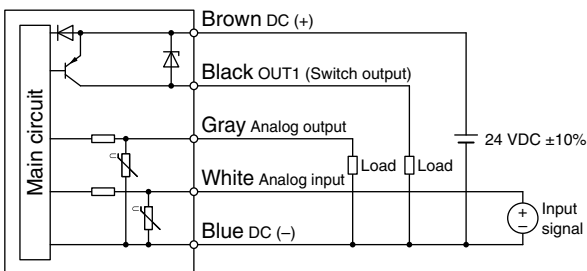 Main circuit
Brown DC (+)
Black OUT1 (Switch output)
Gray Analog output
White Analog input
Blue DC (−)
Load
Load
24 VDC ±10%
+
−
Input
signal